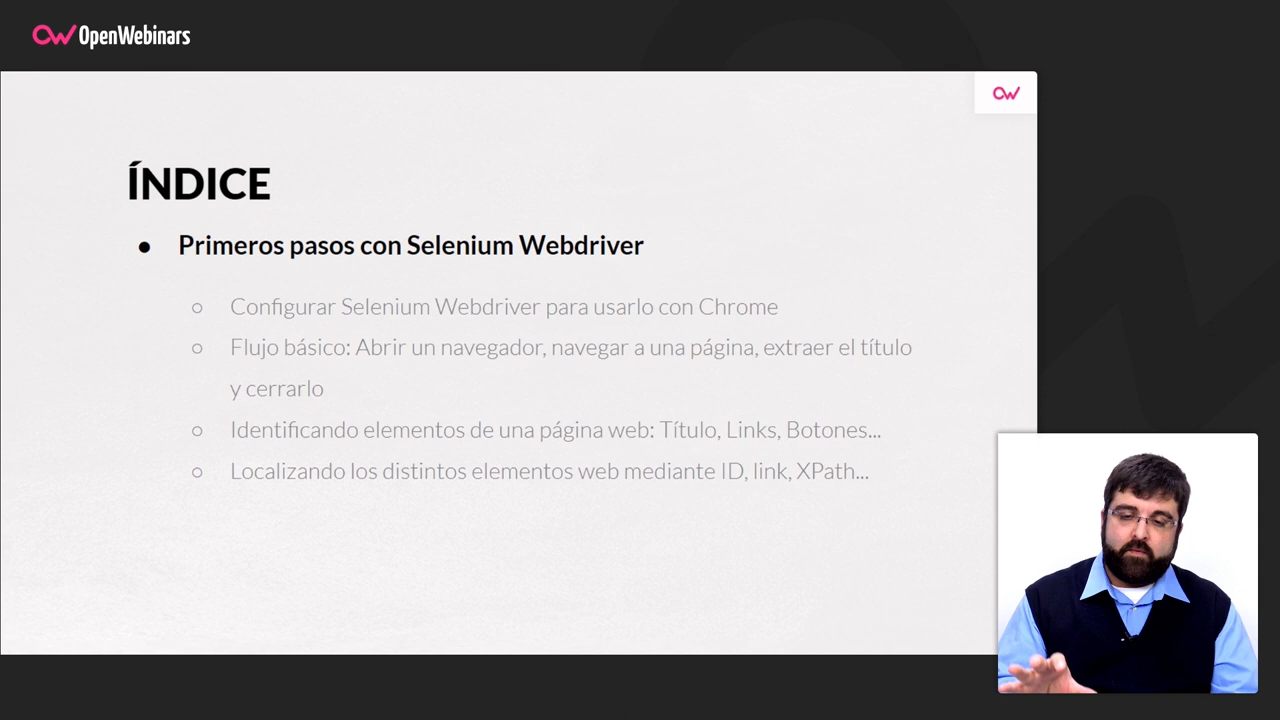 OpenWebinars
ÍNDICE
● Primeros pasos con Selenium Webdriver
○ Configurar Selenium Webdriver para usarlo con Chrome
○ Flujo básico: Abrir un navegador, navegar a una página, extraer el título
y cerrarlo
○ Identificando elementos de una página web: Título, Links, Botones...
○ Localizando los distintos elementos web mediante ID, link, XPath...